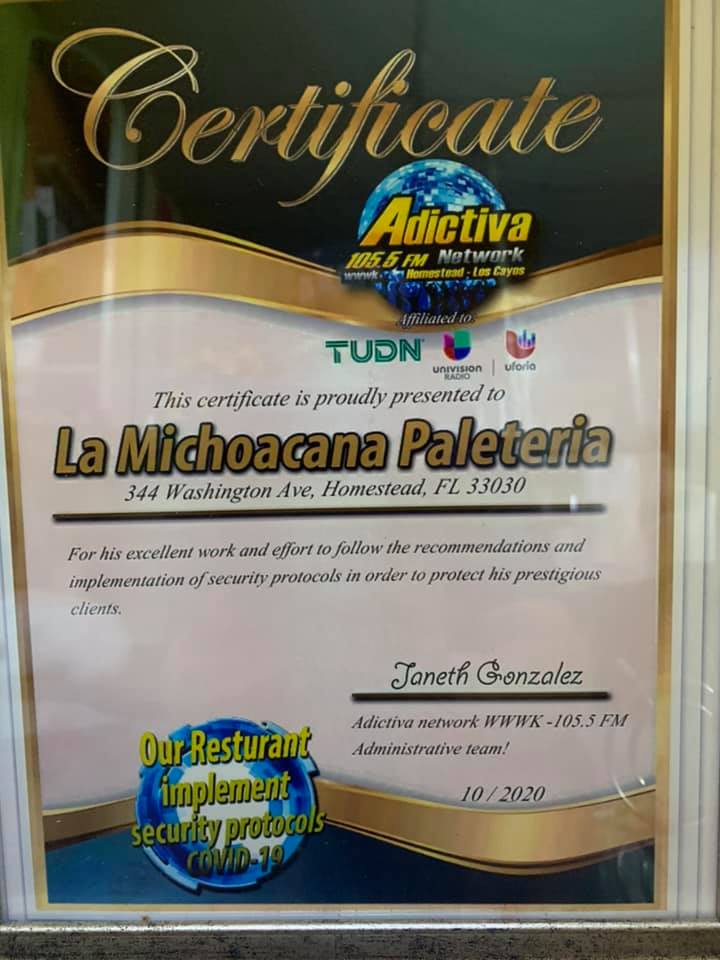 Certificate
Adictiva
105.5 FM Network
wwwk Homestead - Los Cayos
Affiliated to:
TUDN
univision
RADIO
uforia
This certificate is proudly presented to
La Michoacana Paleteria
344 Washington Ave, Homestead, FL 33030
For his excellent work and effort to follow the recommendations and
implementation of security protocols in order to protect his prestigious
clients.
Janeth Gonzalez
Adictiva network WWWK -105.5 FM
Administrative team!
10 / 2020
Our Resturant
implement
security protocols
COVID-19